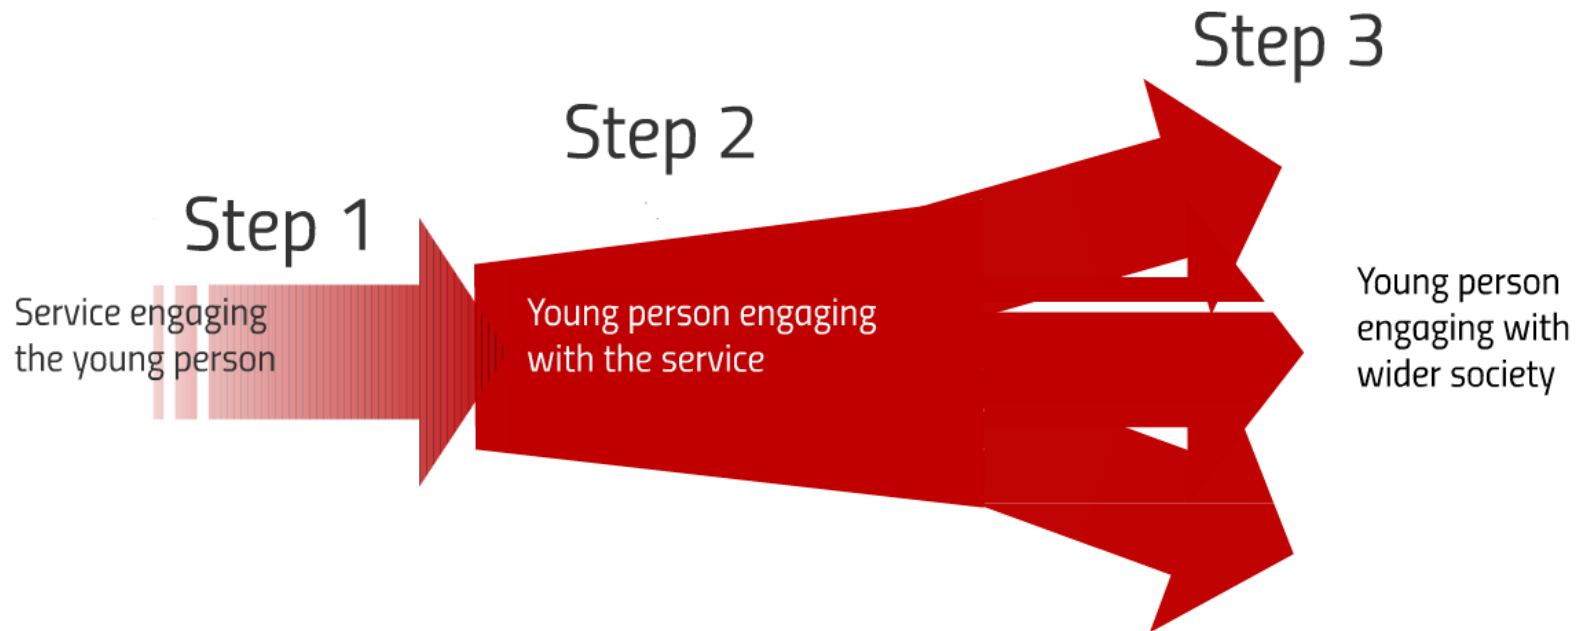 Step 1
Service engaging
the young person
Step 2
Young person engaging
with the service
Step 3
Young person
engaging with
wider society